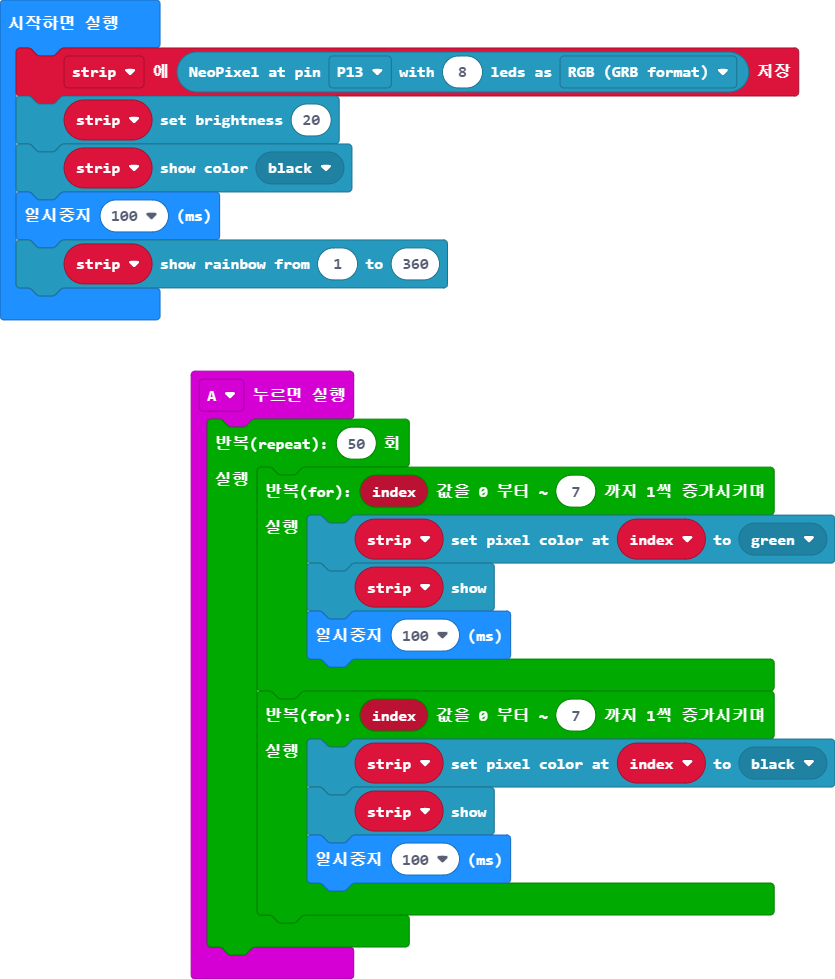 시작하면 실행
strip 에 NeoPixel at pin P13 with 8 leds as RGB (GRB format) 저장
strip set brightness 20
strip show color black
일시중지 100 (ms)
strip show rainbow from 1 to 360
A 누르면 실행
반복(repeat): 50 회
실행
반복(for): index 값을 0 부터 ~ 7 까지 1씩 증가시키며
실행
strip set pixel color at index to green
strip show
일시중지 100 (ms)
반복(for): index 값을 0 부터 ~ 7 까지 1씩 증가시키며
실행
strip set pixel color at index to black
strip show
일시중지 100 (ms)